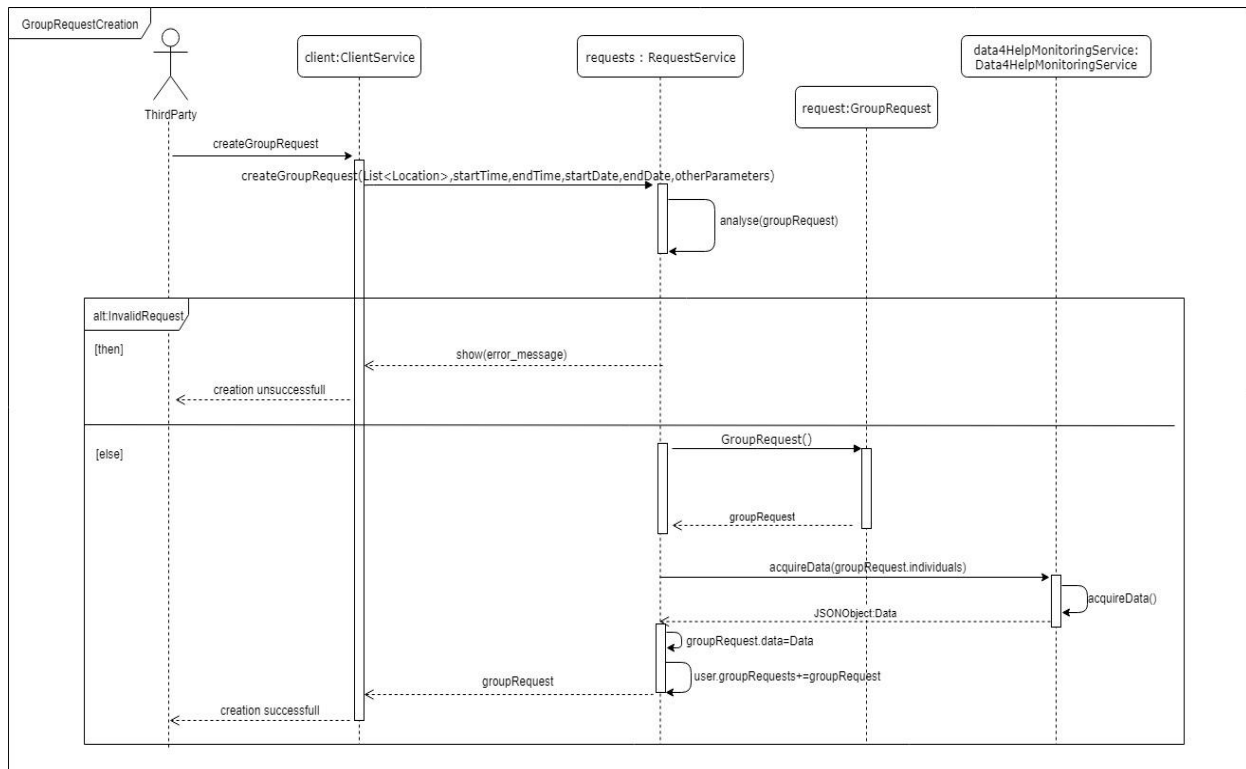 GroupRequestCreation
client:ClientService
requests : RequestService
data4HelpMonitoringService:
Data4HelpMonitoringService
request:GroupRequest
ThirdParty
createGroupRequest
createGroupRequest(List<Location>,startTime,endTime,startDate,endDate,otherParameters)
analyse(groupRequest)
alt:InvalidRequest
[then]
show(error_message)
creation unsuccessfull
[else]
GroupRequest()
groupRequest
acquireData(groupRequest.individuals)
acquireData()
JSONObject:Data
groupRequest.data=Data
user.groupRequests+=groupRequest
groupRequest
creation successfull